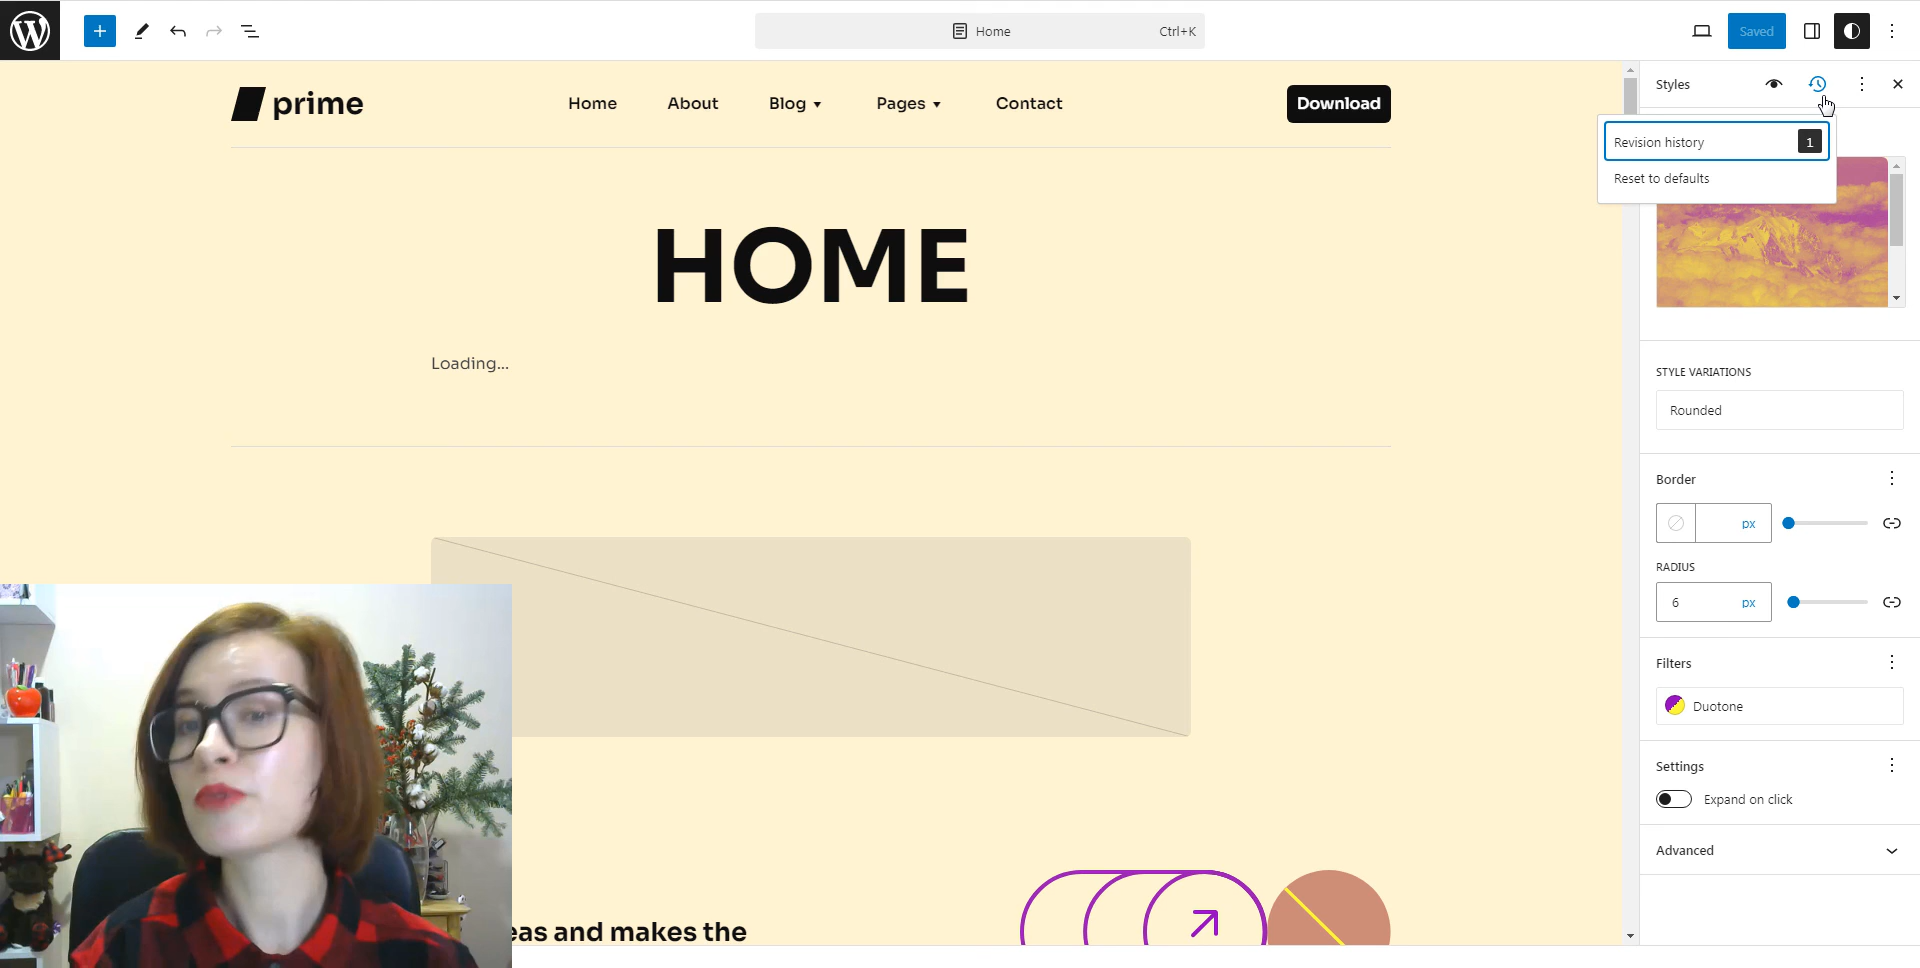 Home
Ctrl+K
Saved
prime
Home
About
Blog
Pages
Contact
Download
HOME
Loading...
eas and makes the
Styles
Revision history
1
Reset to defaults
STYLE VARIATIONS
Rounded
Border
px
RADIUS
6
px
Filters
Duotone
Settings
Expand on click
Advanced